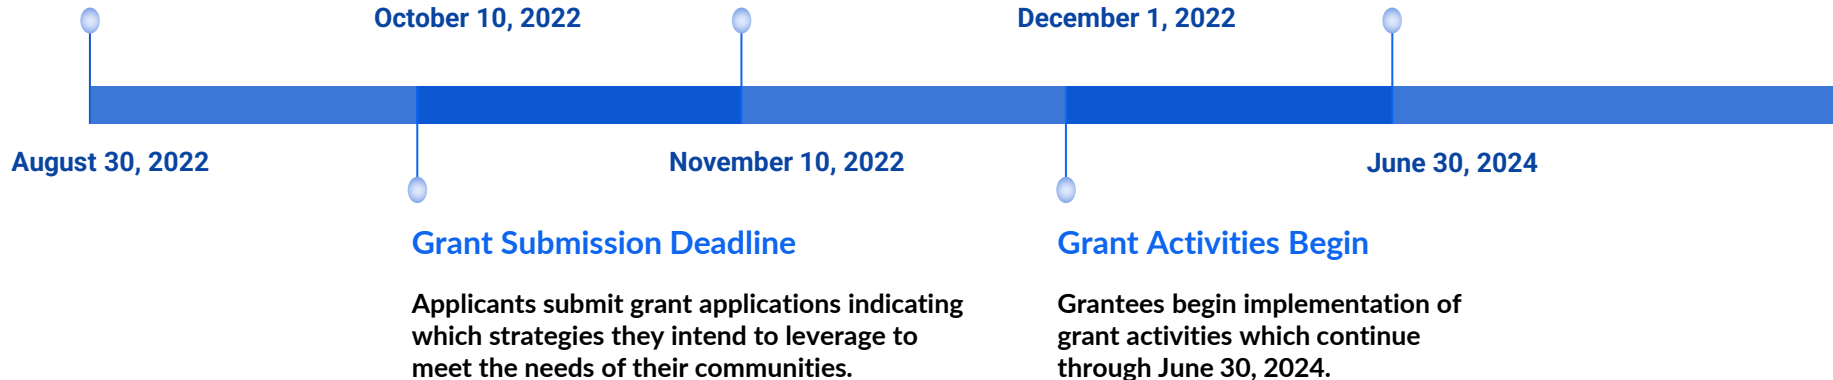 October 10, 2022
December 1, 2022
August 30, 2022
November 10, 2022
June 30, 2024
Grant Submission Deadline
Applicants submit grant applications indicating
which strategies they intend to leverage to
meet the needs of their communities.
Grant Activities Begin
Grantees begin implementation of
grant activities which continue
through June 30, 2024.